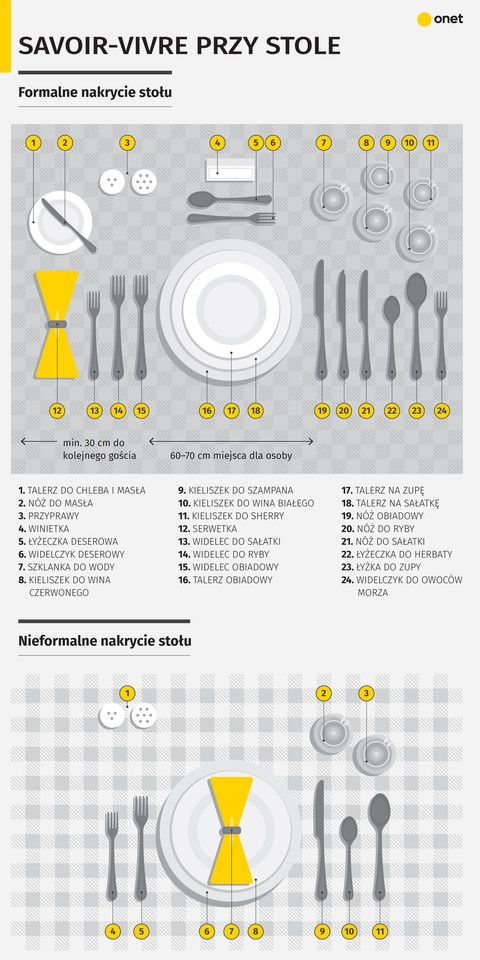 onet
SAVOIR-VIVRE PRZY STOLE
Formalne nakrycie stołu
1 2 3 4 5 6 7 8 9 10 11
12 13 14 15 16 17 18 19 20 21 22 23 24
min. 30 cm do
kolejnego gościa
60–70 cm miejsca dla osoby
1. TALERZ DO CHLEBA I MASŁA
2. NÓŻ DO MASŁA
3. PRZYPRAWY
4. WINIETKA
5. ŁYŻECZKA DESEROWA
6. WIDELCZYK DESEROWY
7. SZKLANKA DO WODY
8. KIELISZEK DO WINA
CZERWONEGO
9. KIELISZEK DO SZAMPANA
10. KIELISZEK DO WINA BIAŁEGO
11. KIELISZEK DO SHERRY
12. SERWETKA
13. WIDELEC DO SAŁATKI
14. WIDELEC DO RYBY
15. WIDELEC OBIADOWY
16. TALERZ OBIADOWY
17. TALERZ NA ZUPĘ
18. TALERZ NA SAŁATKĘ
19. NÓŻ OBIADOWY
20. NÓŻ DO RYBY
21. NÓŻ DO SAŁATKI
22. ŁYŻECZKA DO HERBATY
23. ŁYŻKA DO ZUPY
24. WIDELCZYK DO OWOCÓW
MORZA
Nieformalne nakrycie stołu
1 2 3
4 5 6 7 8 9 10 11